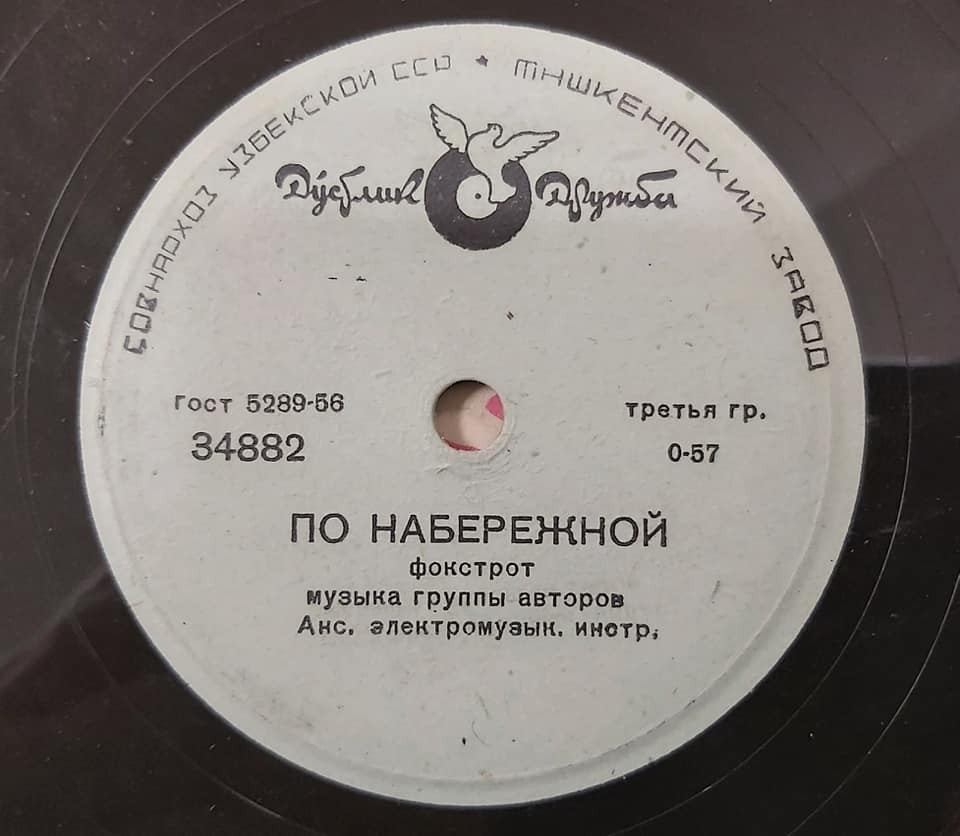 СОВНАРХОЗ УЗБЕКСКОЙ ССР ★ ТАШКЕНТСКИЙ ЗАВОД
Дўстлик Дружба
гост 5289-56
третья гр.
34882
0-57
ПО НАБЕРЕЖНОЙ
фокстрот
музыка группы авторов
Анс. электромузык. инстр.